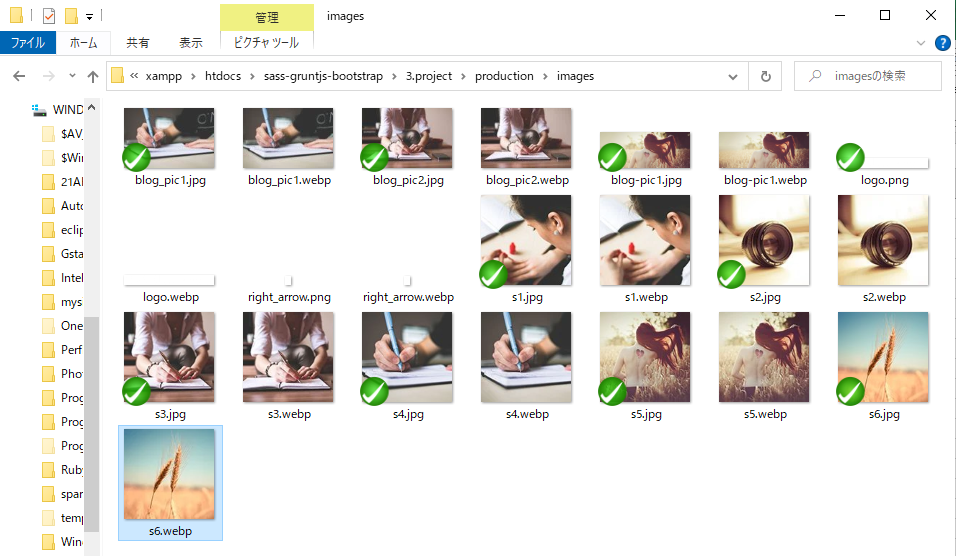 管理
images
ファイル
ホーム
共有
表示
ピクチャ ツール
« xampp > htdocs > sass-gruntjs-bootstrap > 3.project > production > images
imagesの検索
WIND
$AV_
$Win
21AI
Auto
eclip
Gsta
Intel
mys
One
Perf
Pho
Prog
Prog
Prog
Ruby
span
temp
Wind
blog_pic1.jpg
blog_pic1.webp
blog_pic2.jpg
blog_pic2.webp
blog-pic1.jpg
blog-pic1.webp
logo.png
logo.webp
right_arrow.png
right_arrow.webp
s1.jpg
s1.webp
s2.jpg
s2.webp
s3.jpg
s3.webp
s4.jpg
s4.webp
s5.jpg
s5.webp
s6.jpg
s6.webp